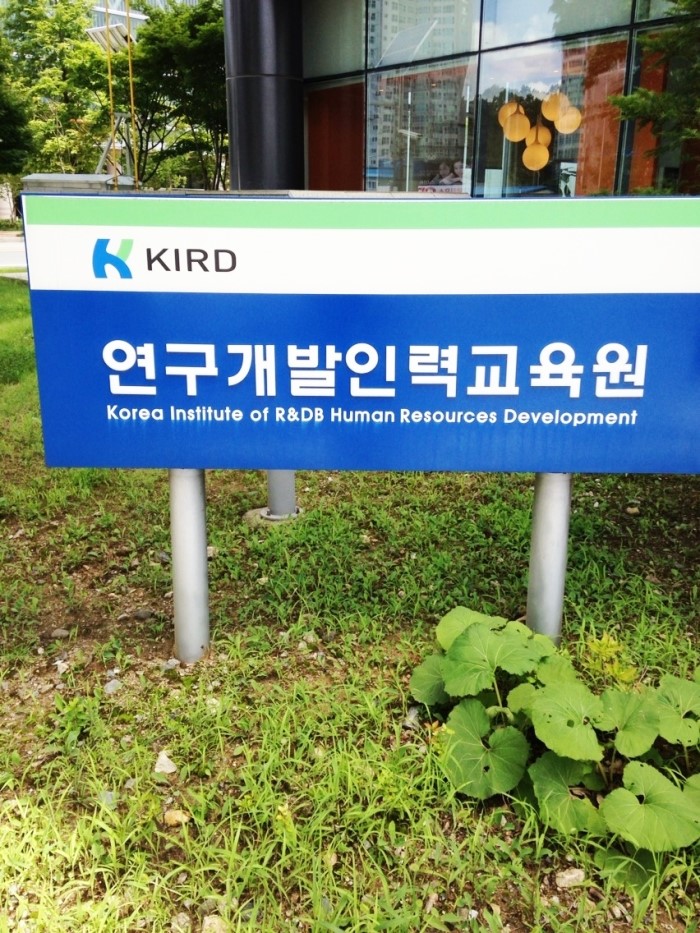 KIRD
연구개발인력교육원
Korea Institute of R&DB Human Resources Development